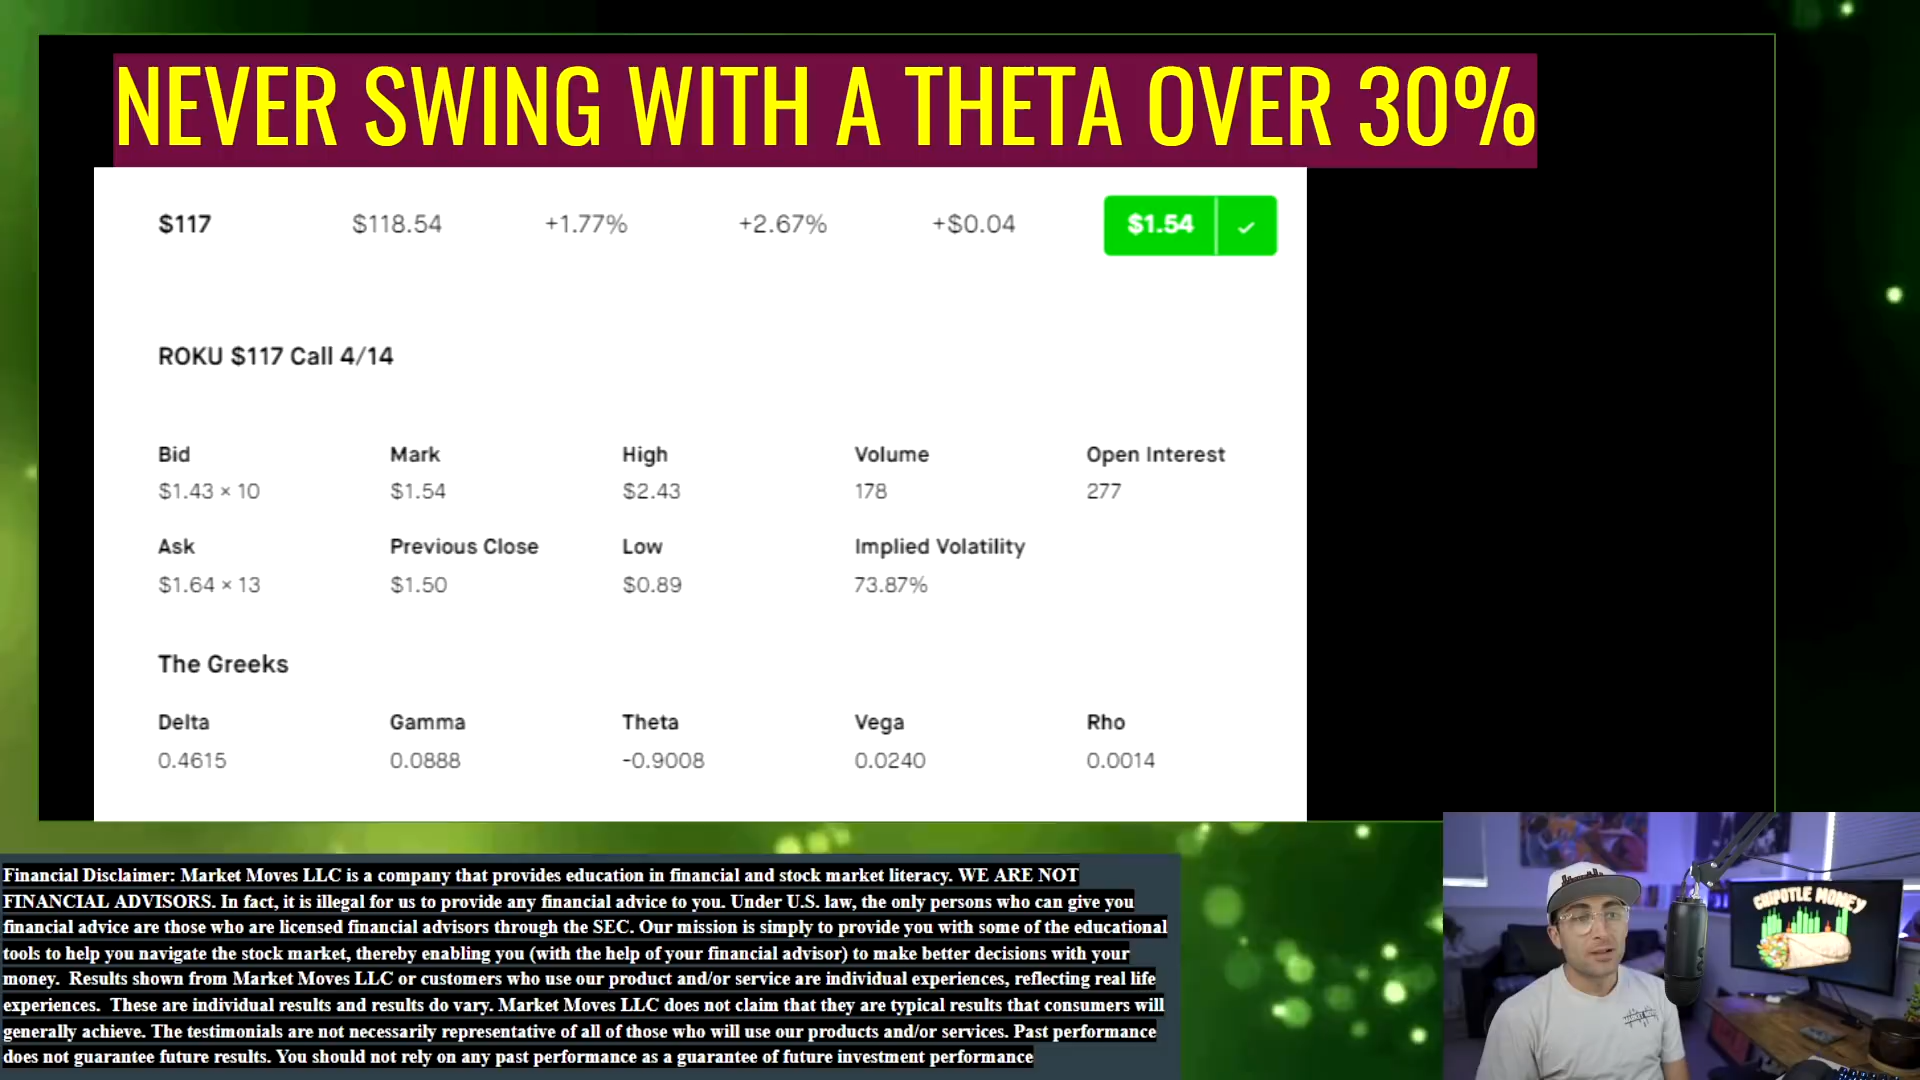 NEVER SWING WITH A THETA OVER 30%
$117 $118.54 +1.77% +2.67% +$0.04 $1.54
ROKU $117 Call 4/14
Bid Mark High Volume Open Interest
$1.43 × 10 $1.54 $2.43 178 277
Ask Previous Close Low Implied Volatility
$1.64 × 13 $1.50 $0.89 73.87%
The Greeks
Delta Gamma Theta Vega Rho
0.4615 0.0888 -0.9008 0.0240 0.0014
Financial Disclaimer: Market Moves LLC is a company that provides education in financial and stock market literacy. WE ARE NOT
FINANCIAL ADVISORS. In fact, it is illegal for us to provide any financial advice to you. Under U.S. law, the only persons who can give you
financial advice are those who are licensed financial advisors through the SEC. Our mission is simply to provide you with some of the educational
tools to help you navigate the stock market, thereby enabling you (with the help of your financial advisor) to make better decisions with your
money. Results shown from Market Moves LLC or customers who use our product and/or service are individual experiences, reflecting real life
experiences. These are individual results and results do vary. Market Moves LLC does not claim that they are typical results that consumers will
generally achieve. The testimonials are not necessarily representative of all of those who will use our products and/or services. Past performance
does not guarantee future results. You should not rely on any past performance as a guarantee of future investment performance
CHIPOTLE MONEY